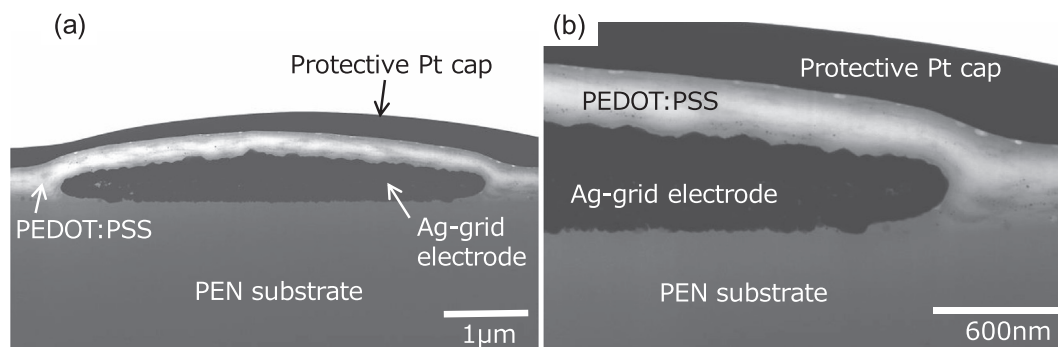 (a)
Protective Pt cap
PEDOT:PSS
Ag-grid
electrode
PEN substrate
1μm
(b)
Protective Pt cap
PEDOT:PSS
Ag-grid electrode
PEN substrate
600nm